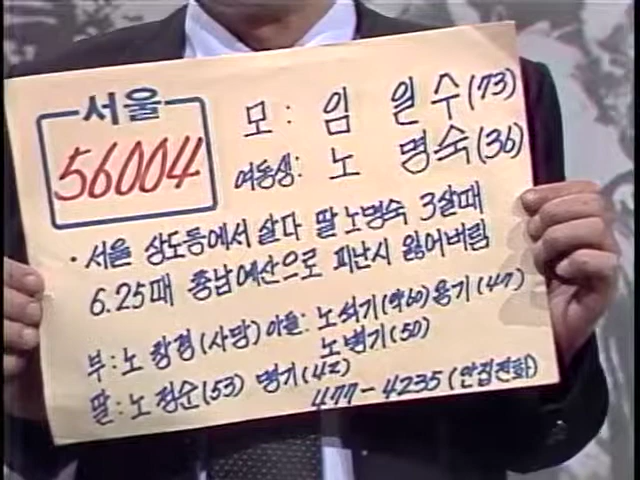 서울
56004
모: 임일수(73)
여동생: 노명숙(36)
·서울 상도동에서 살다 딸 노명숙 3살때
6.25때 충남예산으로 피난시 잃어버림
부:노창경(사망) 아들: 노석기(약60) 용기(47)
노병기(50)
딸:노정순(53) 명기(42)
477-4235(안집전화)